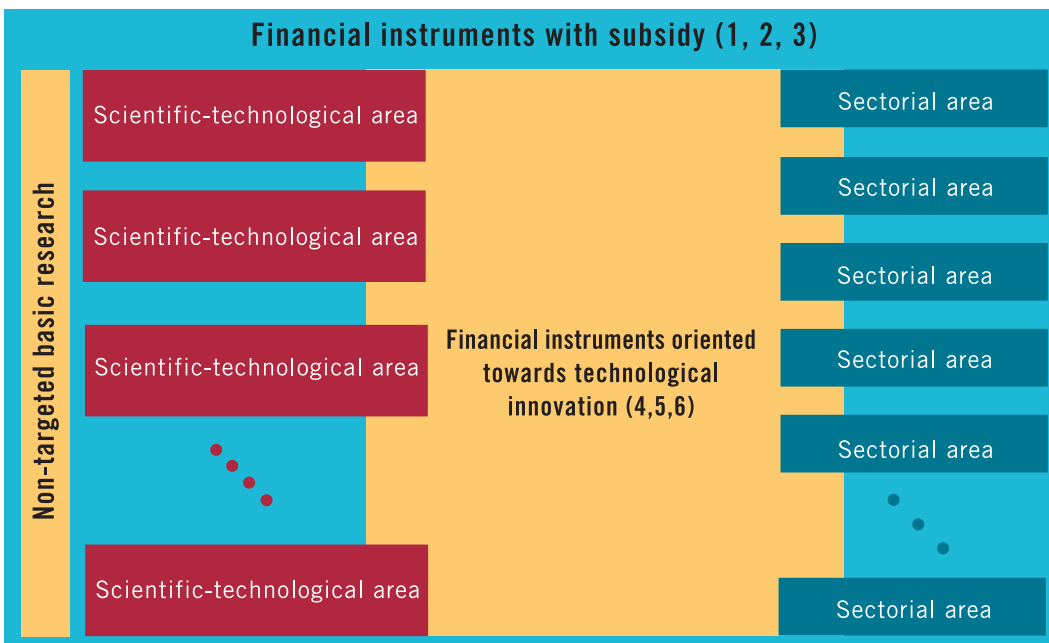 Financial instruments with subsidy (1, 2, 3)
Non-targeted basic research
Scientific-technological area
Scientific-technological area
Scientific-technological area
Scientific-technological area
Financial instruments oriented
towards technological
innovation (4,5,6)
Sectorial area
Sectorial area
Sectorial area
Sectorial area
Sectorial area
Sectorial area